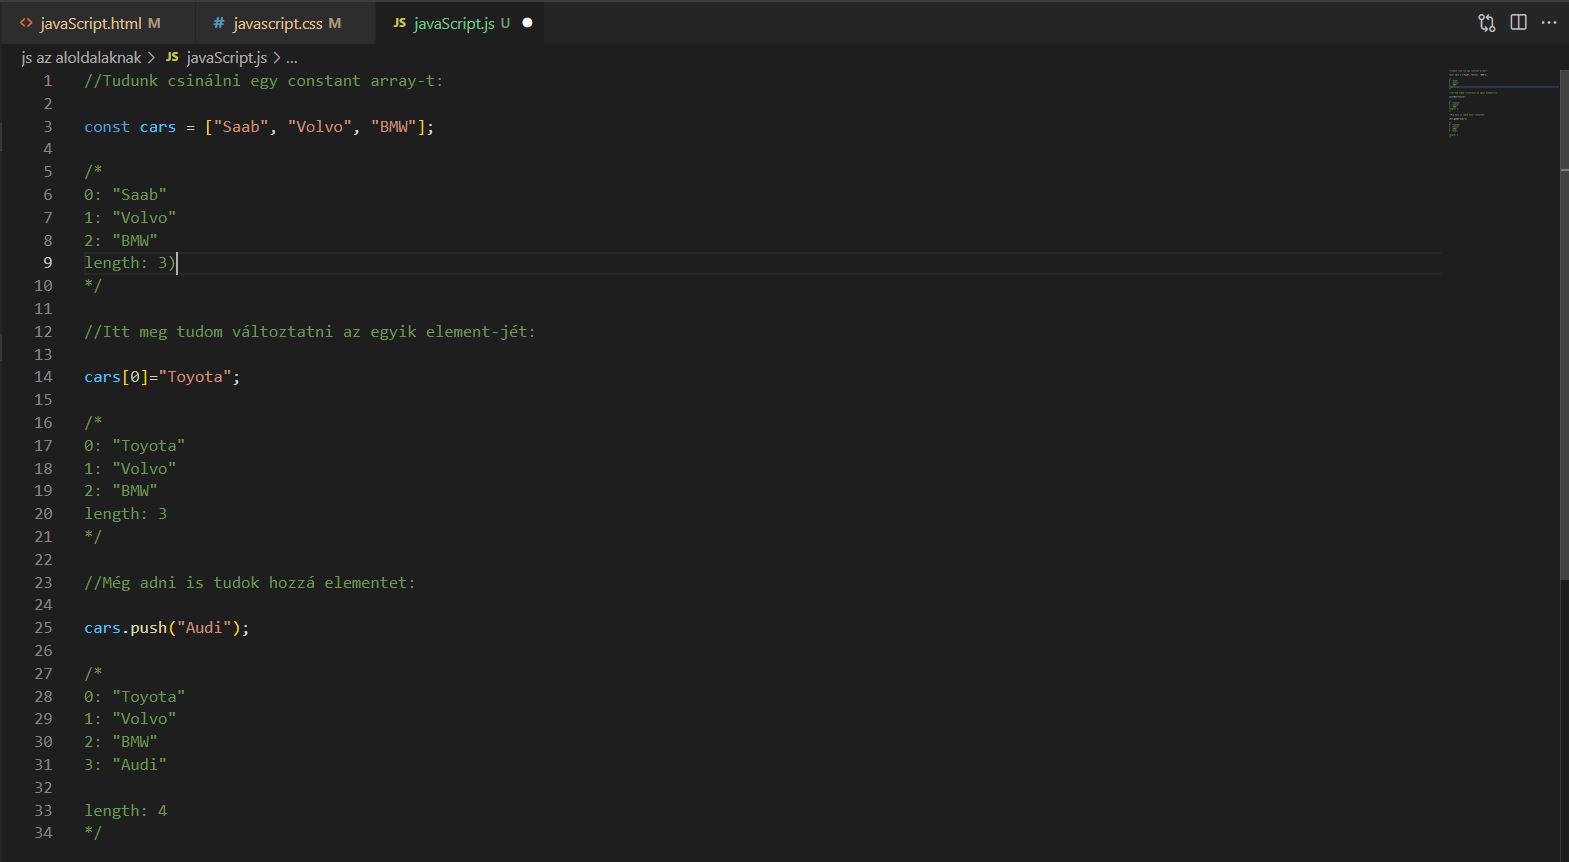 <> javaScript.html M # javascript.css M JS javaScript.js U
js az aloldalaknak > JS javaScript.js > ...
1 //Tudunk csinálni egy constant array-t:
2
3 const cars = ["Saab", "Volvo", "BMW"];
4
5 /*
6 0: "Saab"
7 1: "Volvo"
8 2: "BMW"
9 length: 3)
10 */
11
12 //Itt meg tudom változtatni az egyik element-jét:
13
14 cars[0]="Toyota";
15
16 /*
17 0: "Toyota"
18 1: "Volvo"
19 2: "BMW"
20 length: 3
21 */
22
23 //Még adni is tudok hozzá elementet:
24
25 cars.push("Audi");
26
27 /*
28 0: "Toyota"
29 1: "Volvo"
30 2: "BMW"
31 3: "Audi"
32
33 length: 4
34 */